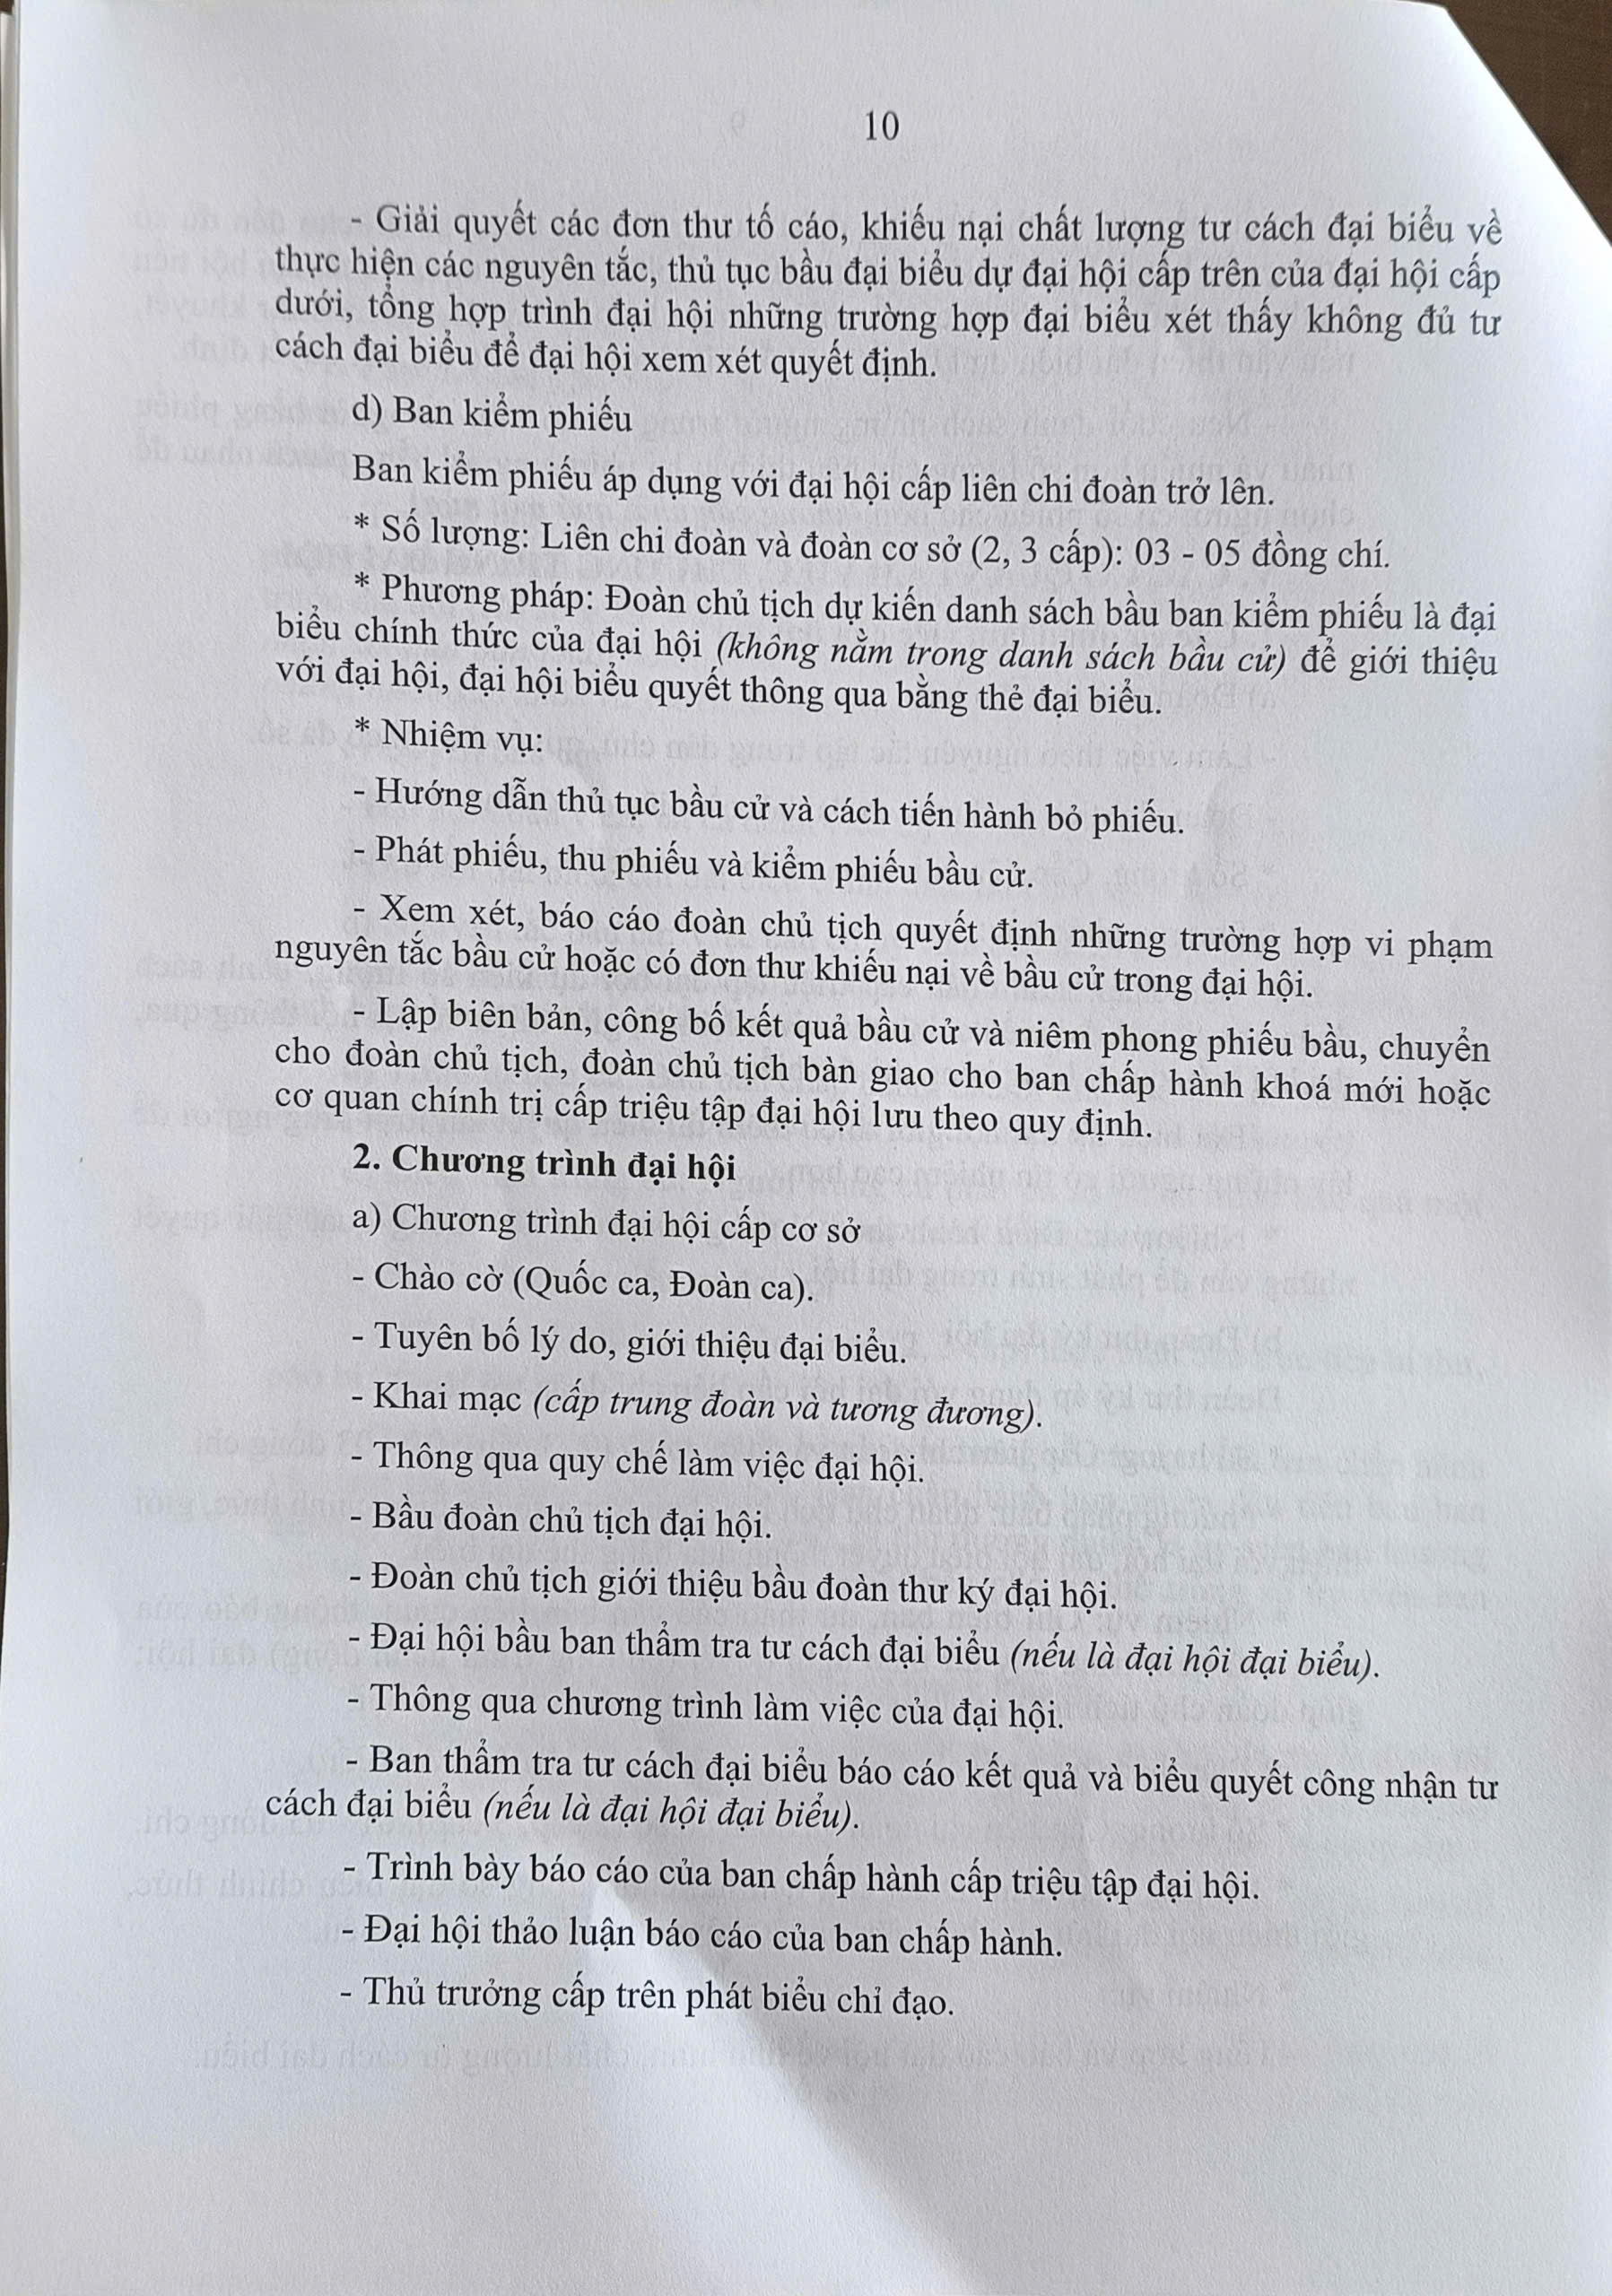 10
- Giải quyết các đơn thư tố cáo, khiếu nại chất lượng tư cách đại biểu về
thực hiện các nguyên tắc, thủ tục bầu đại biểu dự đại hội cấp trên của đại hội cấp
dưới, tổng hợp trình đại hội những trường hợp đại biểu xét thấy không đủ tư
cách đại biểu để đại hội xem xét quyết định.
d) Ban kiểm phiếu
Ban kiểm phiếu áp dụng với đại hội cấp liên chi đoàn trở lên.
* Số lượng: Liên chi đoàn và đoàn cơ sở (2, 3 cấp): 03 - 05 đồng chí.
* Phương pháp: Đoàn chủ tịch dự kiến danh sách bầu ban kiểm phiếu là đại
biểu chính thức của đại hội (không nằm trong danh sách bầu cử) để giới thiệu
với đại hội, đại hội biểu quyết thông qua bằng thẻ đại biểu.
* Nhiệm vụ:
- Hướng dẫn thủ tục bầu cử và cách tiến hành bỏ phiếu.
- Phát phiếu, thu phiếu và kiểm phiếu bầu cử.
- Xem xét, báo cáo đoàn chủ tịch quyết định những trường hợp vi phạm
nguyên tắc bầu cử hoặc có đơn thư khiếu nại về bầu cử trong đại hội.
- Lập biên bản, công bố kết quả bầu cử và niêm phong phiếu bầu, chuyển
cho đoàn chủ tịch, đoàn chủ tịch bàn giao cho ban chấp hành khoá mới hoặc
cơ quan chính trị cấp triệu tập đại hội lưu theo quy định.
2. Chương trình đại hội
a) Chương trình đại hội cấp cơ sở
- Chào cờ (Quốc ca, Đoàn ca).
- Tuyên bố lý do, giới thiệu đại biểu.
- Khai mạc (cấp trung đoàn và tương đương).
- Thông qua quy chế làm việc đại hội.
- Bầu đoàn chủ tịch đại hội.
- Đoàn chủ tịch giới thiệu bầu đoàn thư ký đại hội.
- Đại hội bầu ban thẩm tra tư cách đại biểu (nếu là đại hội đại biểu).
- Thông qua chương trình làm việc của đại hội.
- Ban thẩm tra tư cách đại biểu báo cáo kết quả và biểu quyết công nhận tư
cách đại biểu (nếu là đại hội đại biểu).
- Trình bày báo cáo của ban chấp hành cấp triệu tập đại hội.
- Đại hội thảo luận báo cáo của ban chấp hành.
- Thủ trưởng cấp trên phát biểu chỉ đạo.